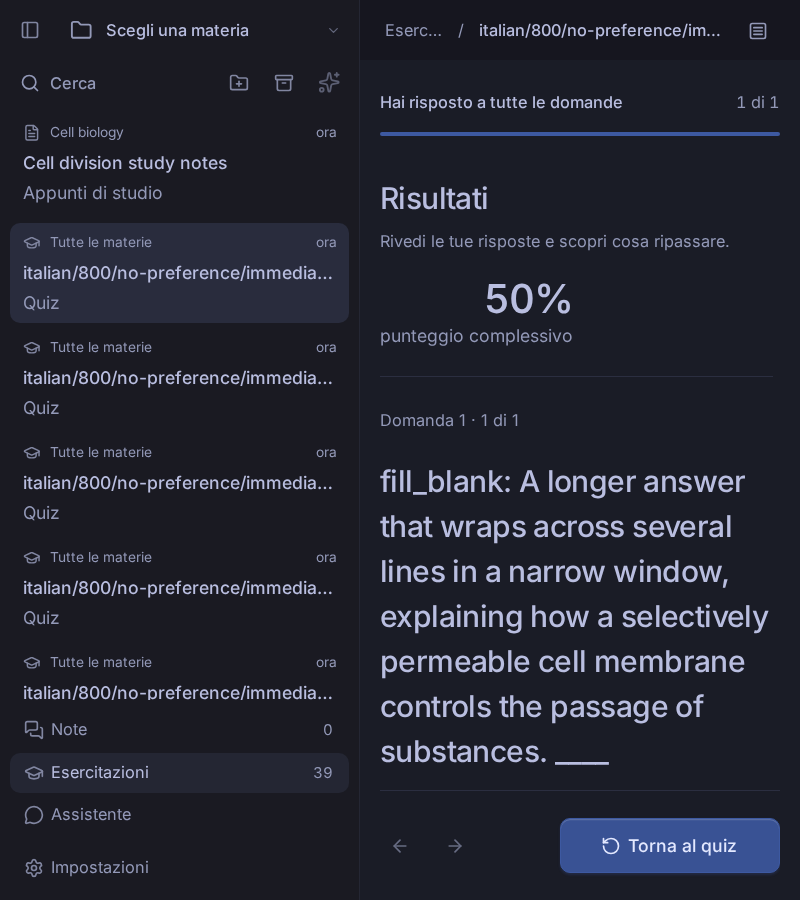 Scegli una materia
Cerca
Cell biology ora
Cell division study notes
Appunti di studio
Tutte le materie ora
italian/800/no-preference/immedia...
Quiz
Tutte le materie ora
italian/800/no-preference/immedia...
Quiz
Tutte le materie ora
italian/800/no-preference/immedia...
Quiz
Tutte le materie ora
italian/800/no-preference/immedia...
Quiz
Tutte le materie ora
italian/800/no-preference/immedia...
Note 0
Esercitazioni 39
Assistente
Impostazioni
Eserc... / italian/800/no-preference/im...
Hai risposto a tutte le domande 1 di 1
Risultati
Rivedi le tue risposte e scopri cosa ripassare.
50%
punteggio complessivo
Domanda 1 · 1 di 1
fill_blank: A longer answer
that wraps across several
lines in a narrow window,
explaining how a selectively
permeable cell membrane
controls the passage of
substances. ____
Torna al quiz